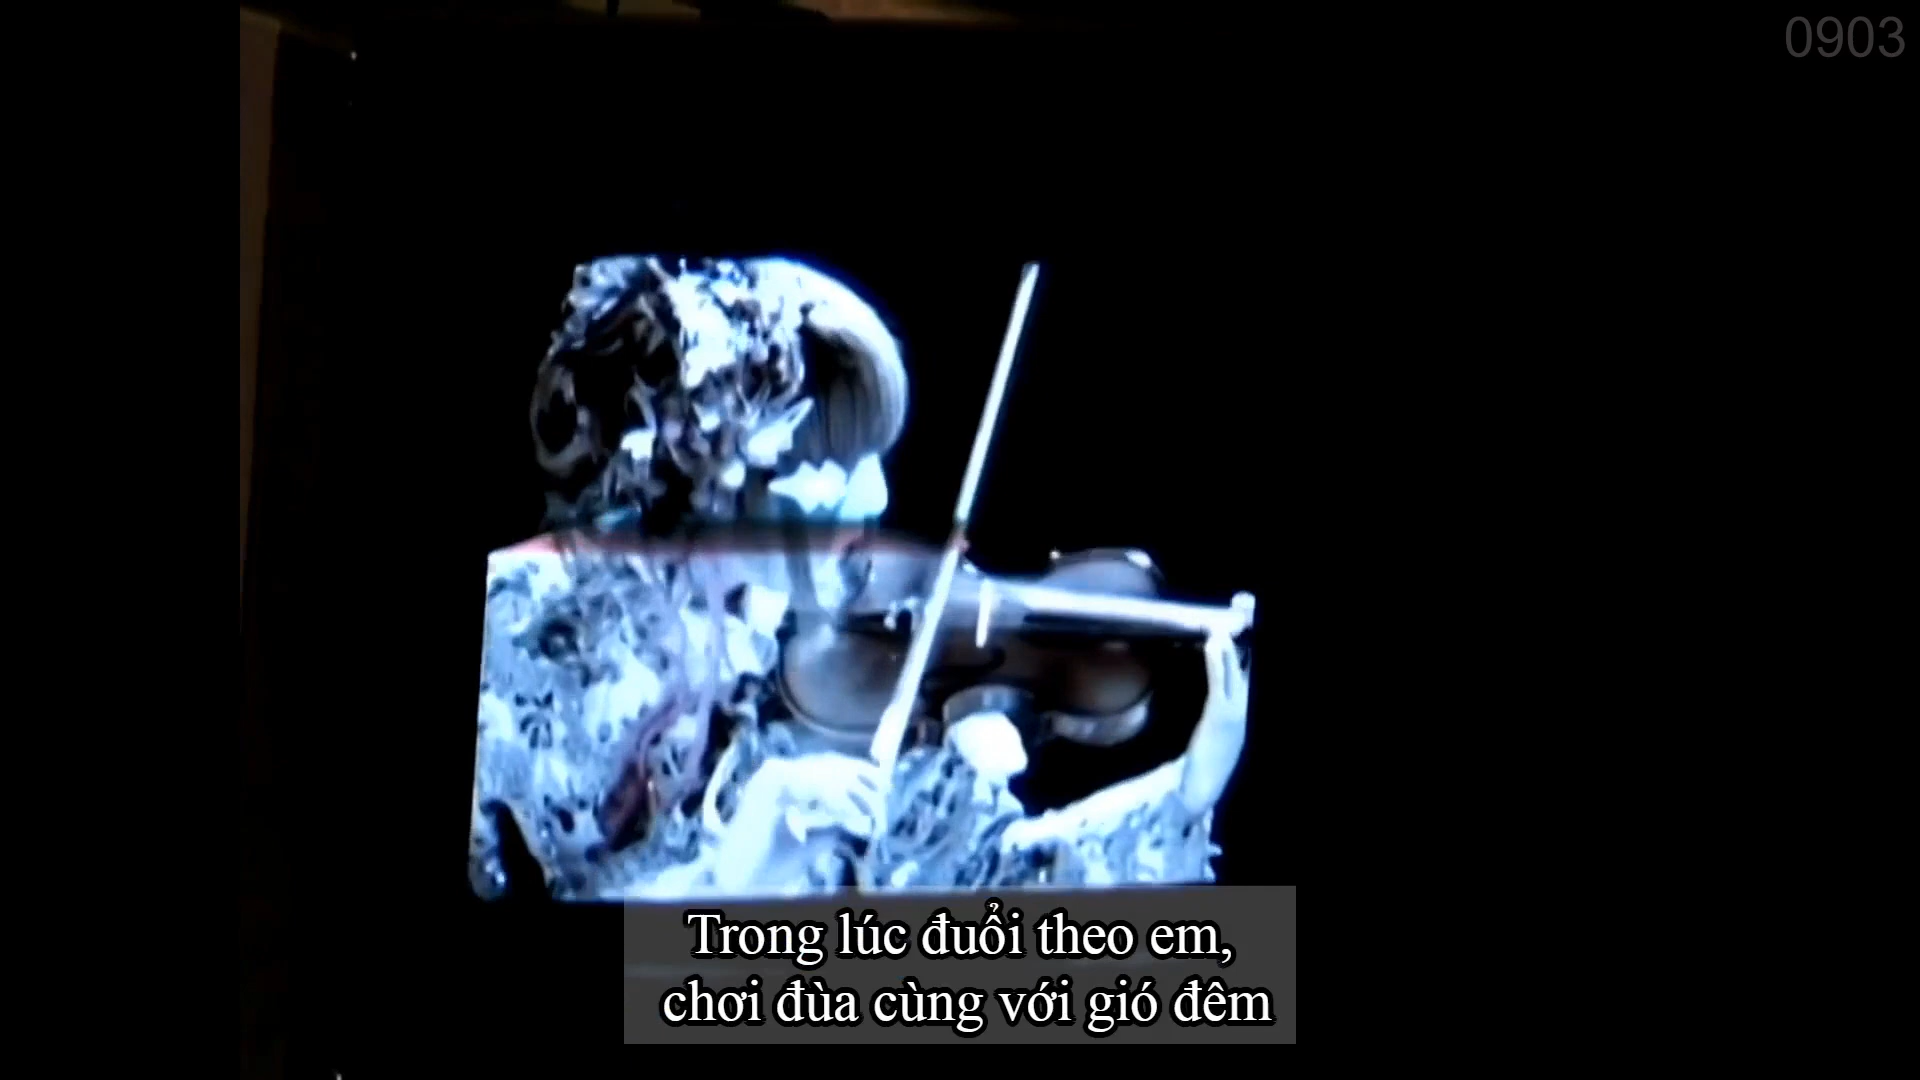 0903
Trong lúc đuổi theo em,
chơi đùa cùng với gió đêm